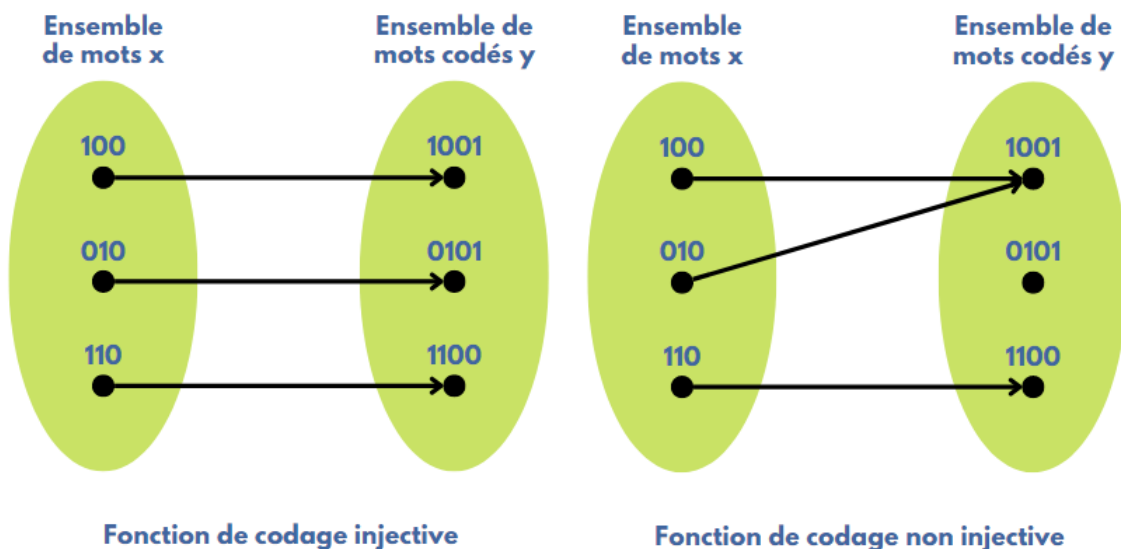 Ensemble
de mots x
Ensemble de
mots codés y
100
1001
010
0101
110
1100
Fonction de codage injective
Ensemble
de mots x
Ensemble de
mots codés y
100
1001
010
0101
110
1100
Fonction de codage non injective